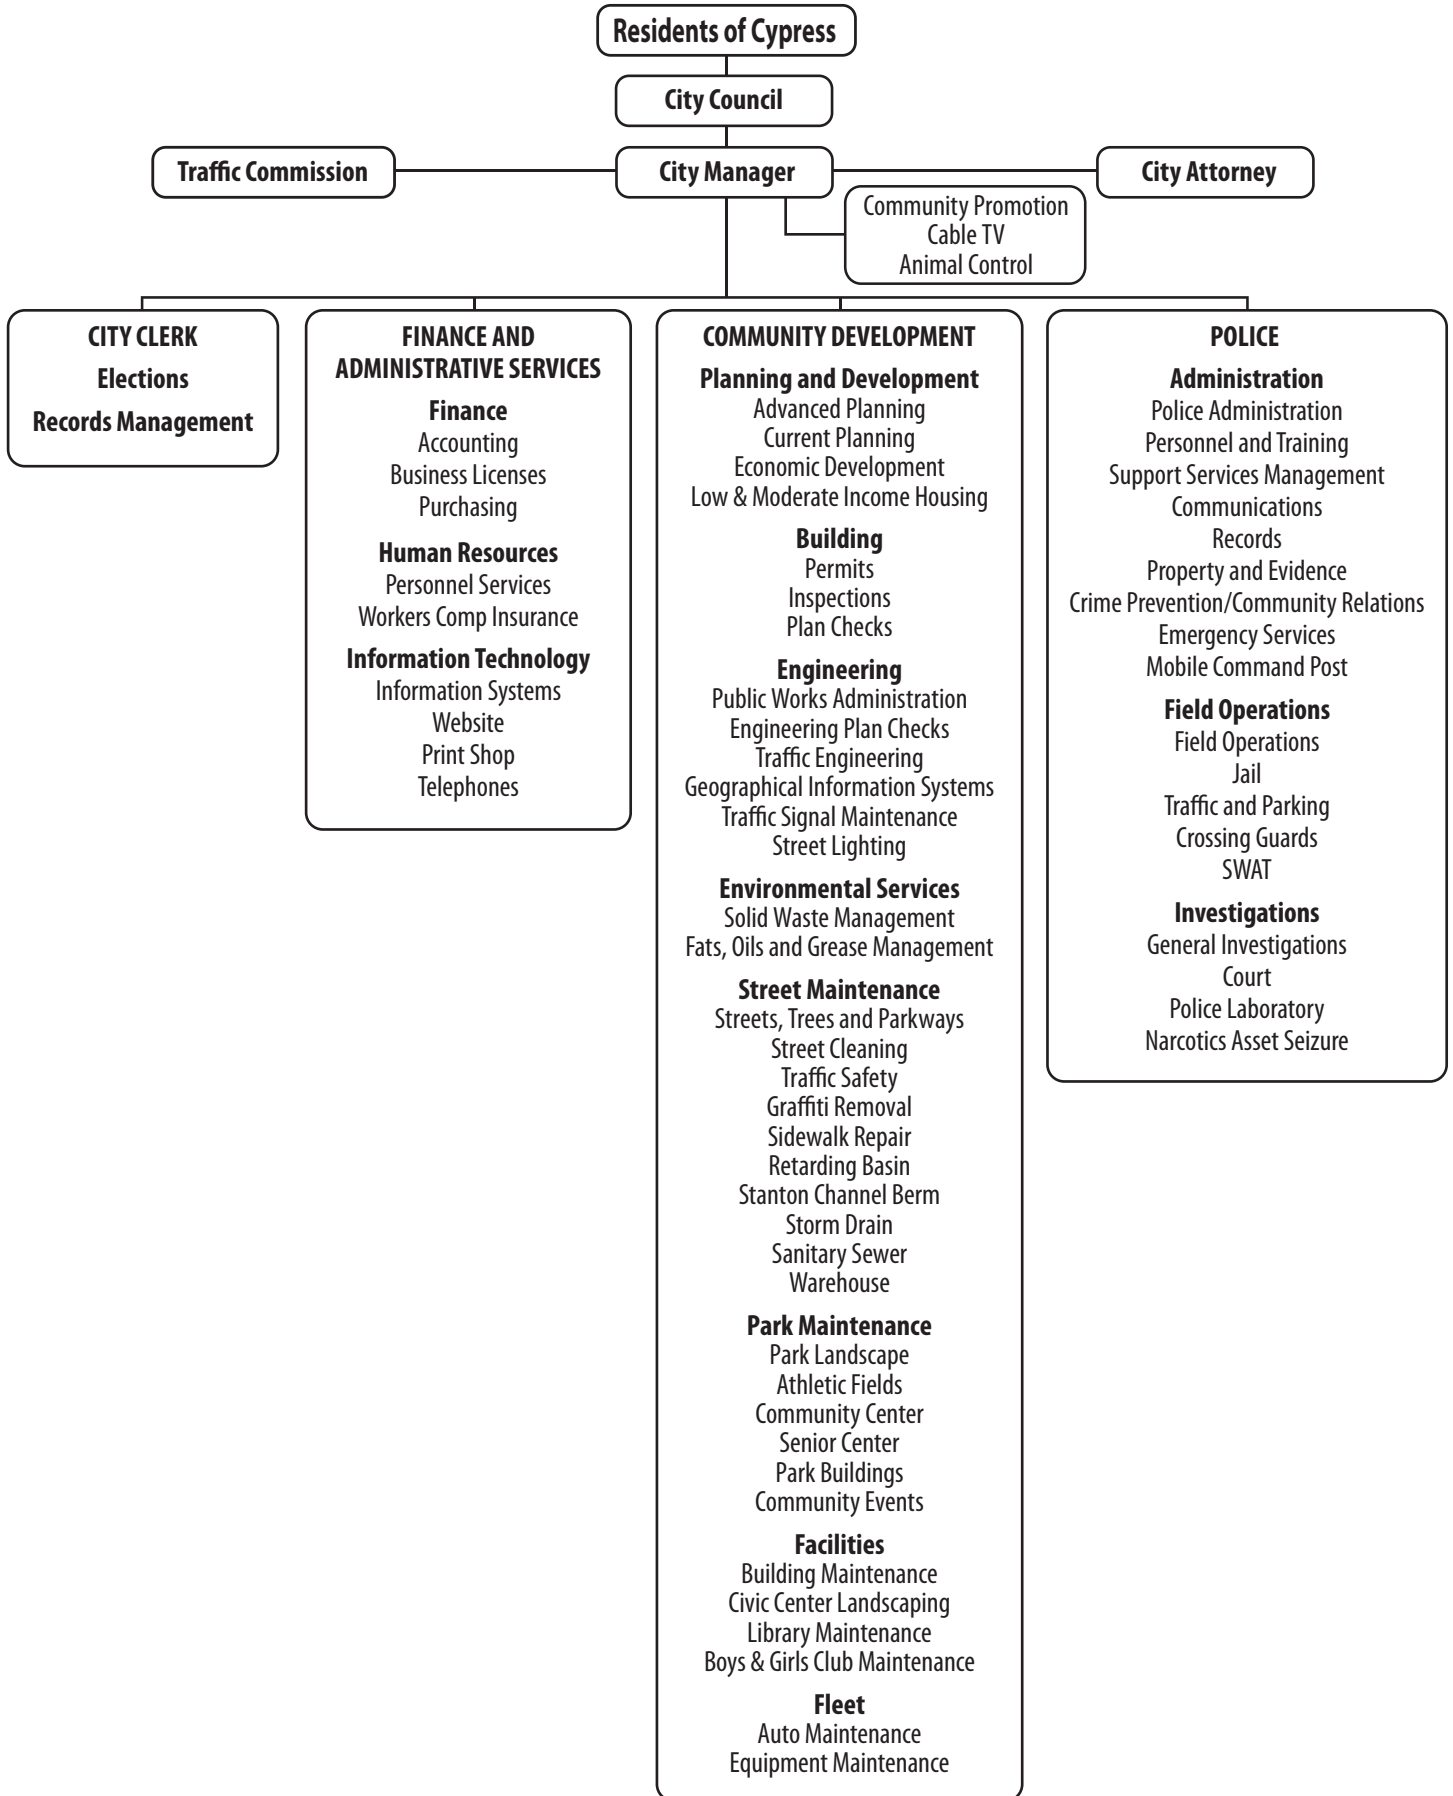 Residents of Cypress
City Council
Traffic Commission
City Manager
City Attorney
Community Promotion
Cable TV
Animal Control
CITY CLERK
Elections
Records Management
FINANCE AND
ADMINISTRATIVE SERVICES
Finance
Accounting
Business Licenses
Purchasing
Human Resources
Personnel Services
Workers Comp Insurance
Information Technology
Information Systems
Website
Print Shop
Telephones
COMMUNITY DEVELOPMENT
Planning and Development
Advanced Planning
Current Planning
Economic Development
Low & Moderate Income Housing
Building
Permits
Inspections
Plan Checks
Engineering
Public Works Administration
Engineering Plan Checks
Traffic Engineering
Geographical Information Systems
Traffic Signal Maintenance
Street Lighting
Environmental Services
Solid Waste Management
Fats, Oils and Grease Management
Street Maintenance
Streets, Trees and Parkways
Street Cleaning
Traffic Safety
Graffiti Removal
Sidewalk Repair
Retarding Basin
Stanton Channel Berm
Storm Drain
Sanitary Sewer
Warehouse
Park Maintenance
Park Landscape
Athletic Fields
Community Center
Senior Center
Park Buildings
Community Events
Facilities
Building Maintenance
Civic Center Landscaping
Library Maintenance
Boys & Girls Club Maintenance
Fleet
Auto Maintenance
Equipment Maintenance
POLICE
Administration
Police Administration
Personnel and Training
Support Services Management
Communications
Records
Property and Evidence
Crime Prevention/Community Relations
Emergency Services
Mobile Command Post
Field Operations
Field Operations
Jail
Traffic and Parking
Crossing Guards
SWAT
Investigations
General Investigations
Court
Police Laboratory
Narcotics Asset Seizure